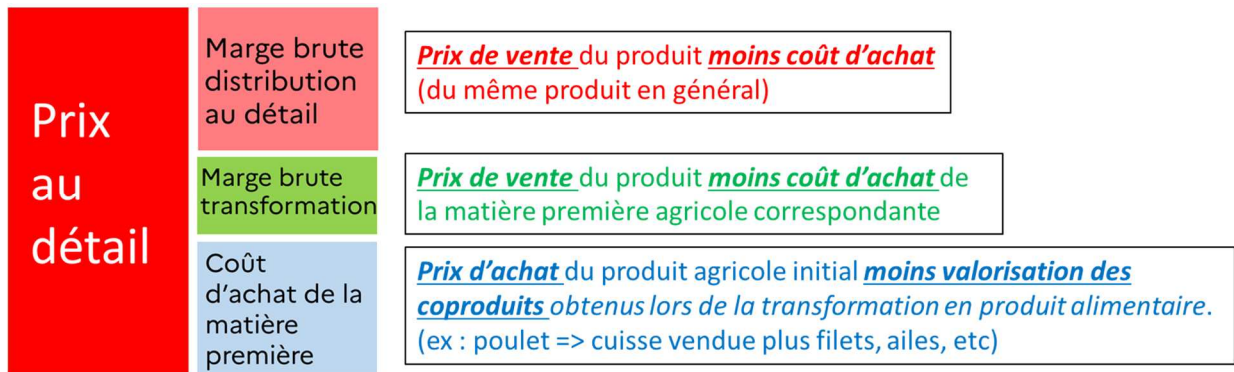 Prix
au
détail
Marge brute
distribution
au détail
Prix de vente du produit moins coût d'achat
(du même produit en général)
Marge brute
transformation
Prix de vente du produit moins coût d'achat de
la matière première agricole correspondante
Coût
d'achat de la
matière
première
Prix d'achat du produit agricole initial moins valorisation des
coproduits obtenus lors de la transformation en produit alimentaire.
(ex : poulet => cuisse vendue plus filets, ailes, etc)